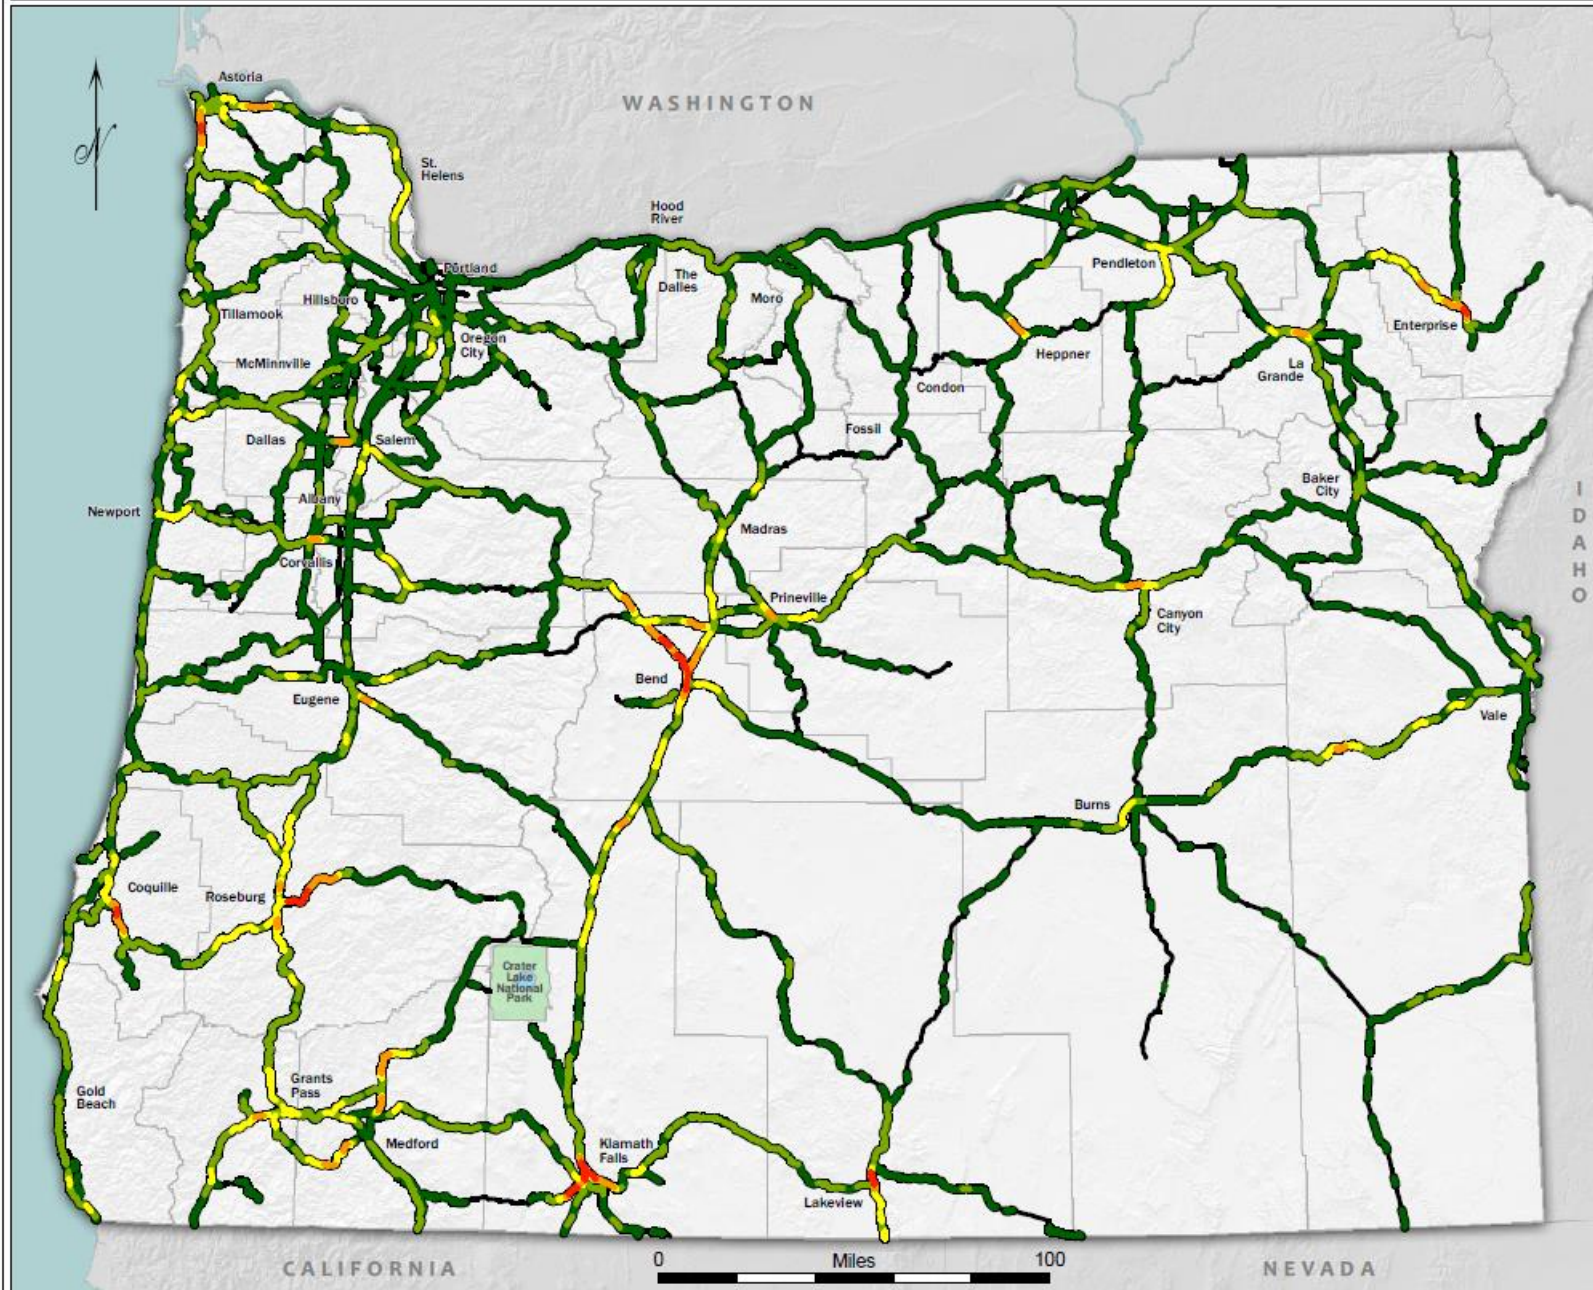 Astoria
WASHINGTON
N
St.
Helens
Hood
River
Portland
The
Dalles
Pendleton
Hillsboro
Moro
Tillamook
Oregon
City
Enterprise
McMinnville
Heppner
La
Grande
Condon
Dallas
Salem
Fossil
Baker
City
Albany
Newport
Madras
IDAHO
Corvallis
Prineville
Canyon
City
Bend
Eugene
Vale
Burns
Coquille
Roseburg
Crater
Lake
National
Park
Grants
Pass
Gold
Beach
Medford
Klamath
Falls
Lakeview
0 Miles 100
CALIFORNIA
NEVADA